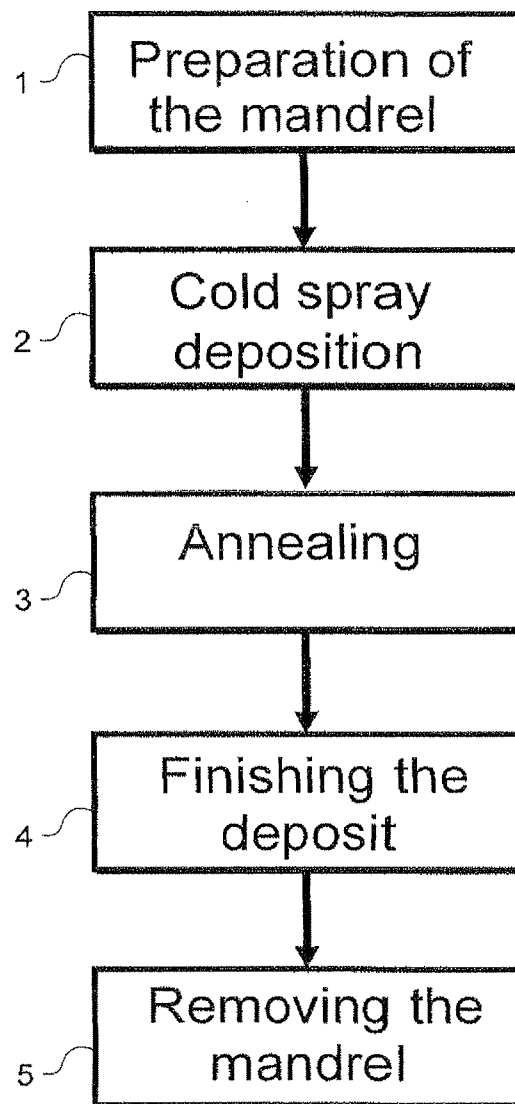 1
Preparation of
the mandrel
2
Cold spray
deposition
3
Annealing
4
Finishing the
deposit
5
Removing the
mandrel